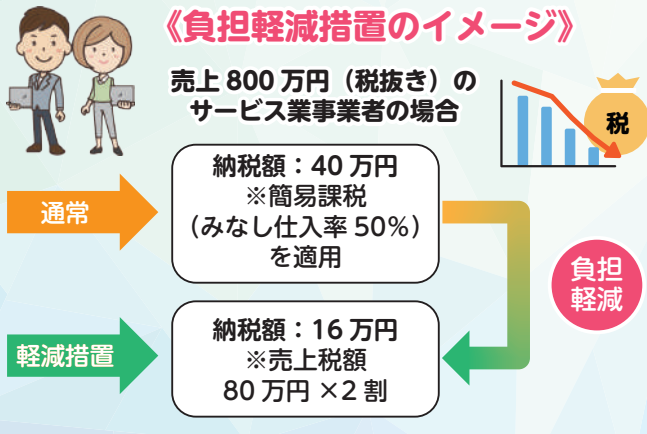 《負担軽減措置のイメージ》
売上 800 万円（税抜き）の
サービス業事業者の場合
税
通常
納税額：40 万円
※簡易課税
（みなし仕入率 50％）
を適用
負担
軽減
軽減措置
納税額：16 万円
※売上税額
80 万円 ×2 割